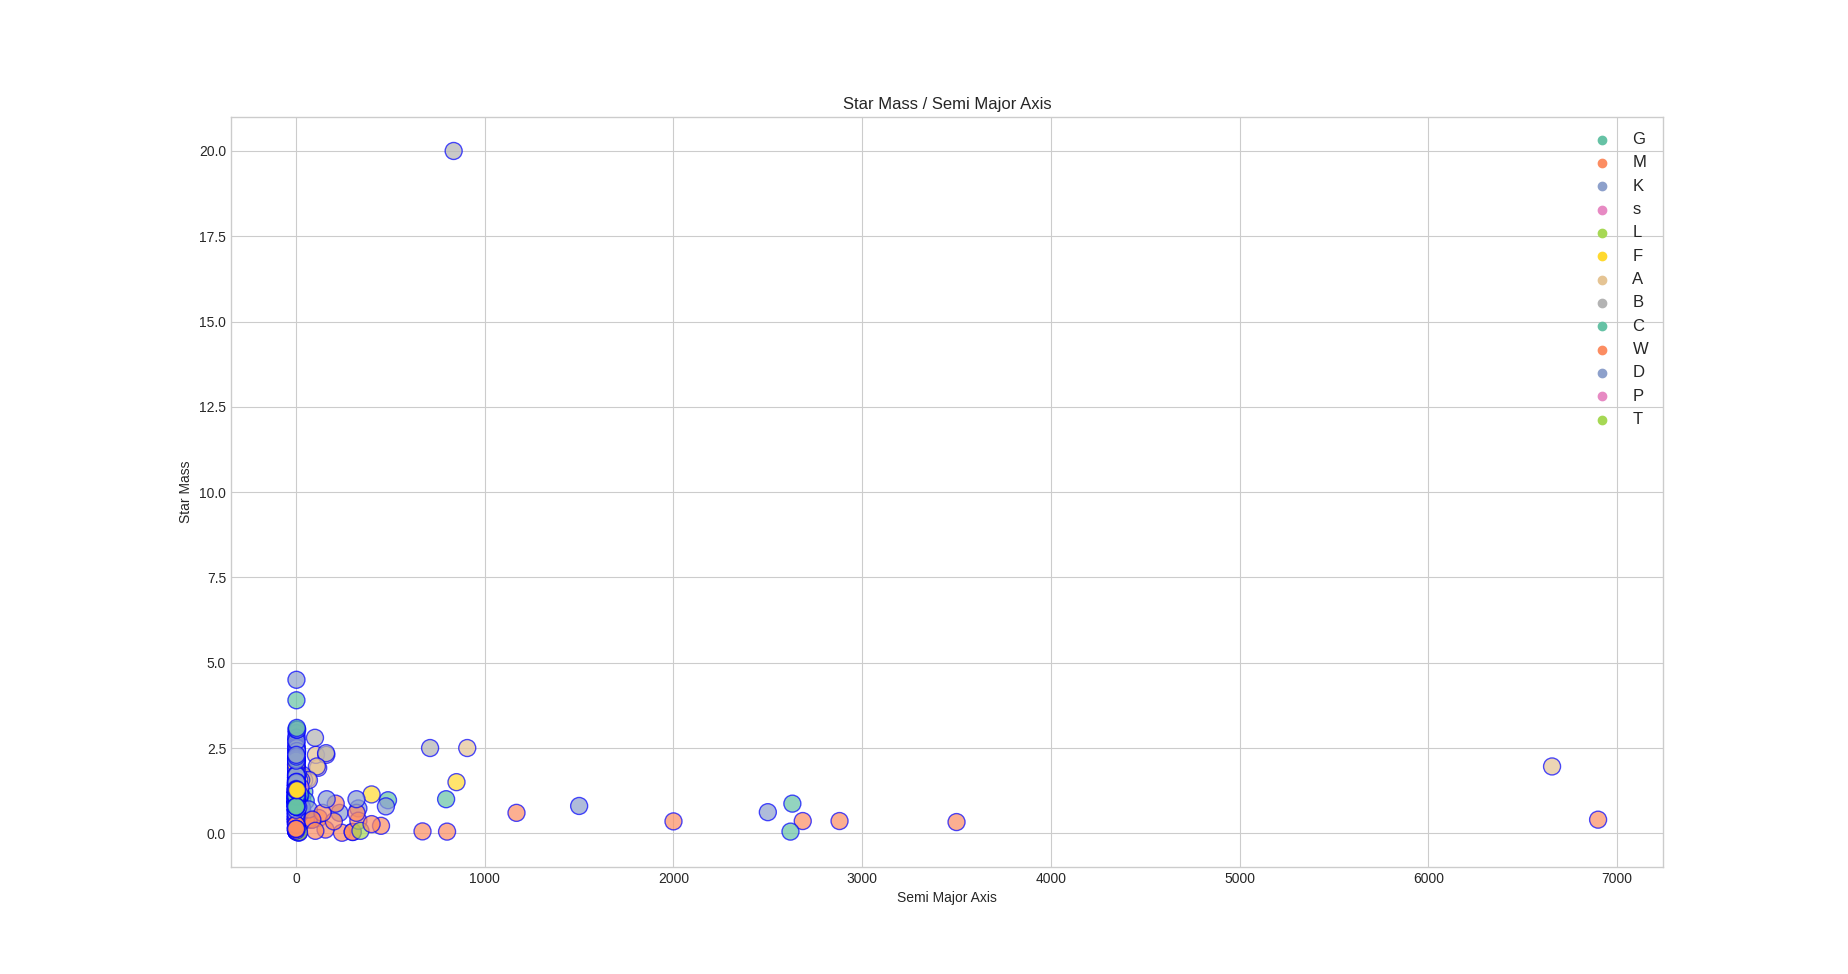 Star Mass / Semi Major Axis
20.0
17.5
15.0
12.5
10.0
7.5
5.0
2.5
0.0
Star Mass
0 1000 2000 3000 4000 5000 6000 7000
Semi Major Axis
G
M
K
s
L
F
A
B
C
W
D
P
T